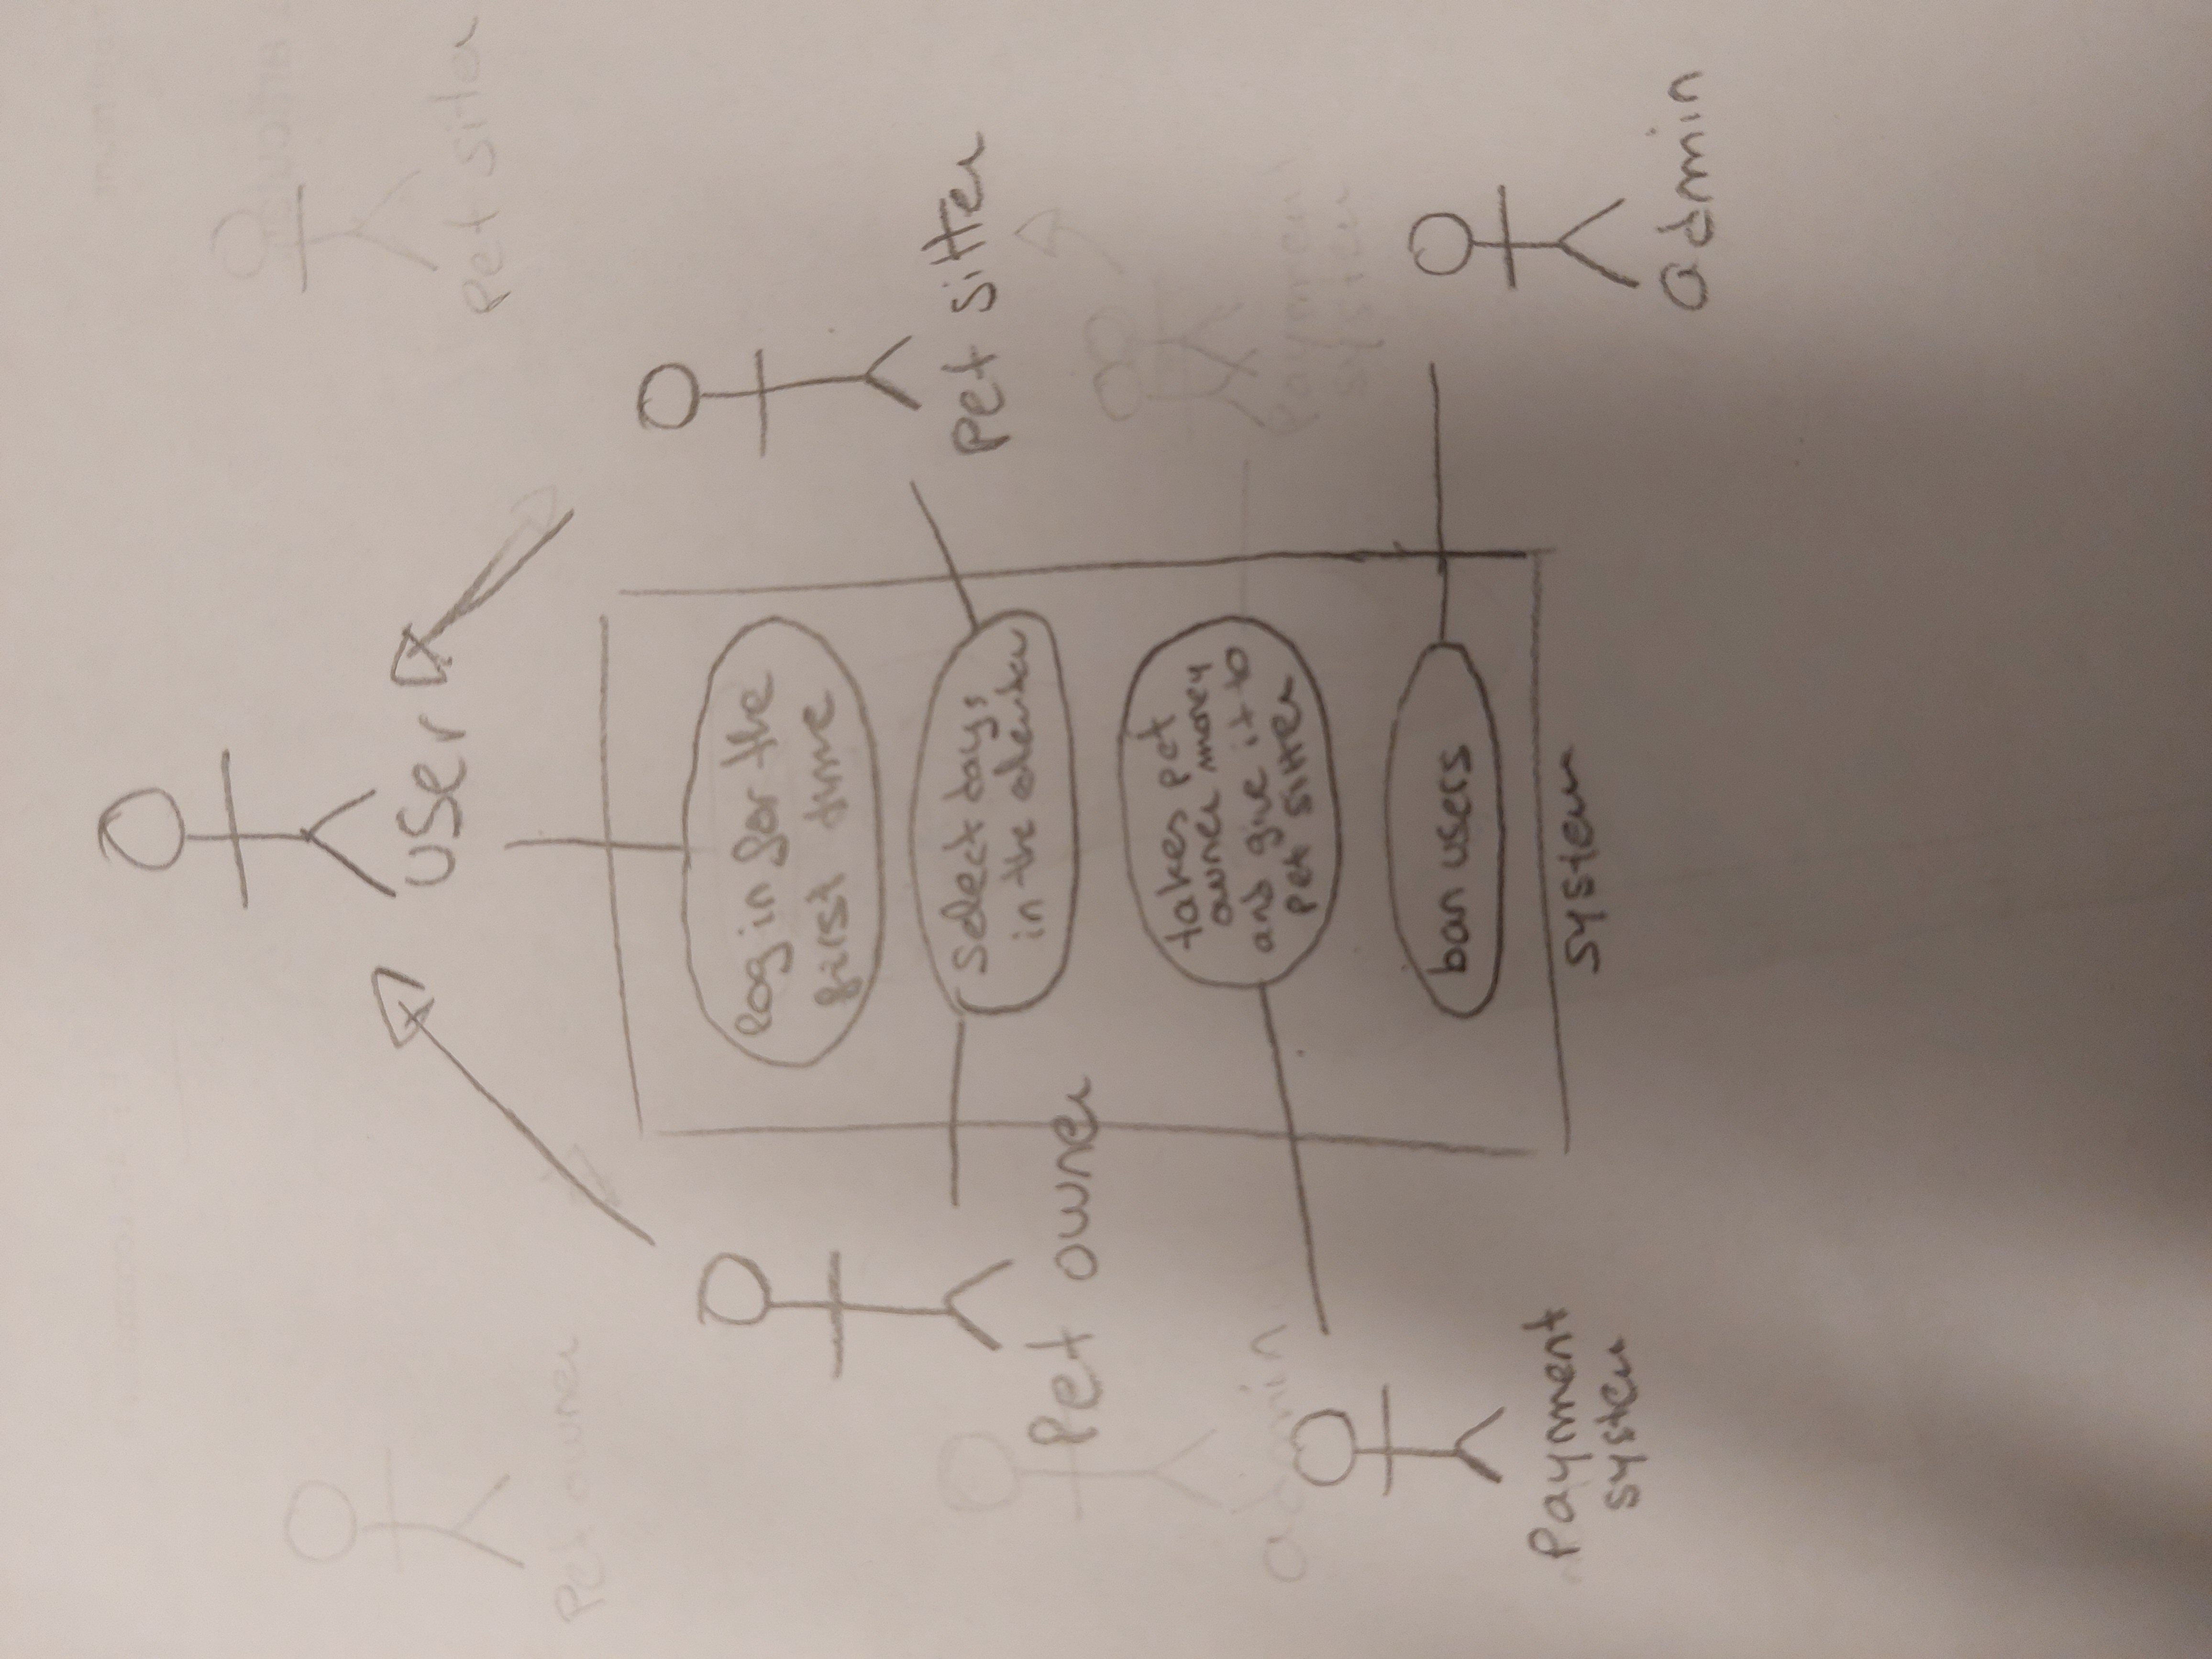 Pet sitter
user
Pet owner
log in for the
first time
select days
in the calendar
Pet sitter
Pet owner
takes pet
owner money
and give it to
pet sitter
admin
Payment
system
ban users
Payment
system
system
admin